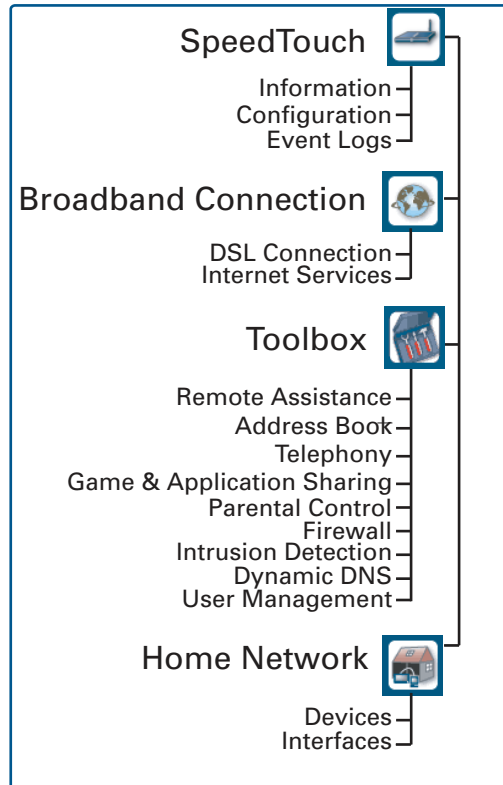 SpeedTouch
Information
Configuration
Event Logs
Broadband Connection
DSL Connection
Internet Services
Toolbox
Remote Assistance
Address Book
Telephony
Game & Application Sharing
Parental Control
Firewall
Intrusion Detection
Dynamic DNS
User Management
Home Network
Devices
Interfaces